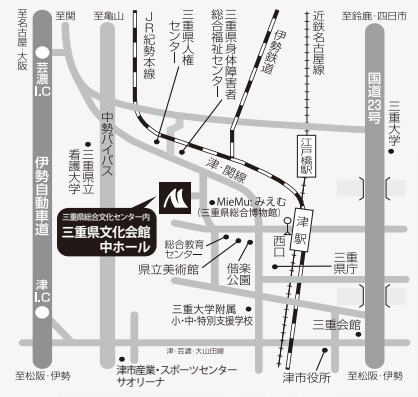 至名古屋・大阪
至関
至亀山
JR紀勢本線
三重県人権
センター
三重県身体障害者
総合福祉センター
伊勢鉄道
近鉄名古屋線
至鈴鹿・四日市
芸濃
I.C
国道23号
三重大学
中勢バイパス
三重県立
看護大学
江戸橋駅
津・関線
伊勢自動車道
MieMu:みえむ
(三重県総合博物館)
三重県総合文化センター内
三重県文化会館
中ホール
総合教育
センター
県立美術館
偕楽
公園
西口
津駅
三重
県庁
津
I.C
三重大学附属
小・中・特別支援学校
三重会館
津・芸濃・大山田線
津市産業・スポーツセンター
サオリーナ
津市役所
至松阪・伊勢
至松阪・伊勢